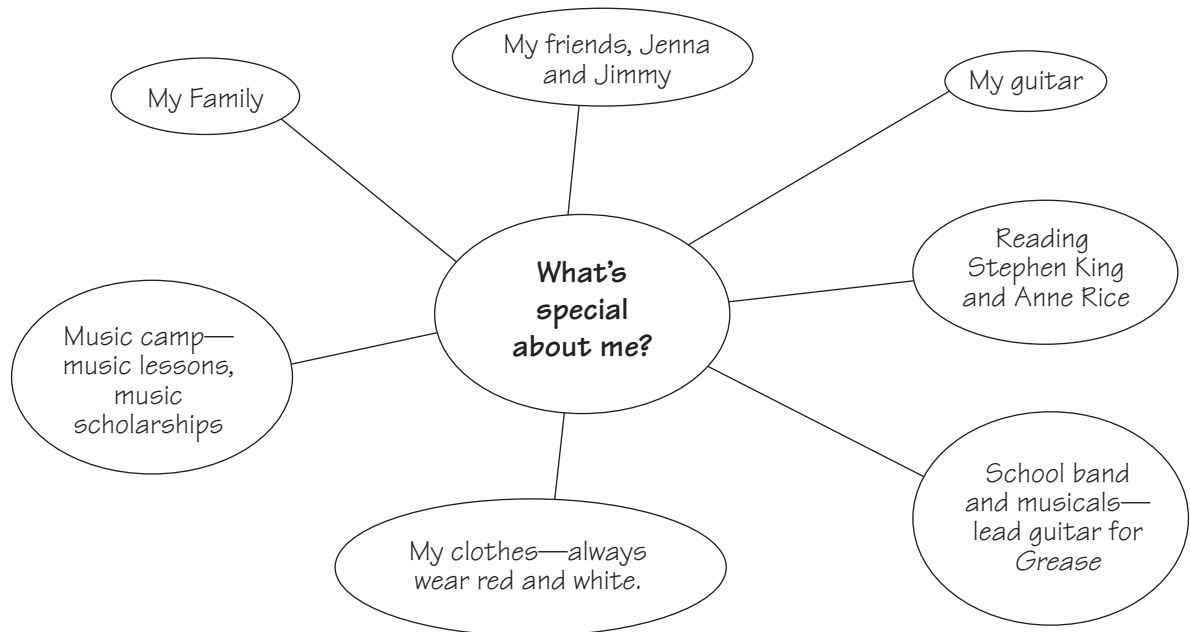 My friends, Jenna
and Jimmy
My Family
My guitar
What's
special
about me?
Reading
Stephen King
and Anne Rice
Music camp—
music lessons,
music
scholarships
School band
and musicals—
lead guitar for
Grease
My clothes—always
wear red and white.